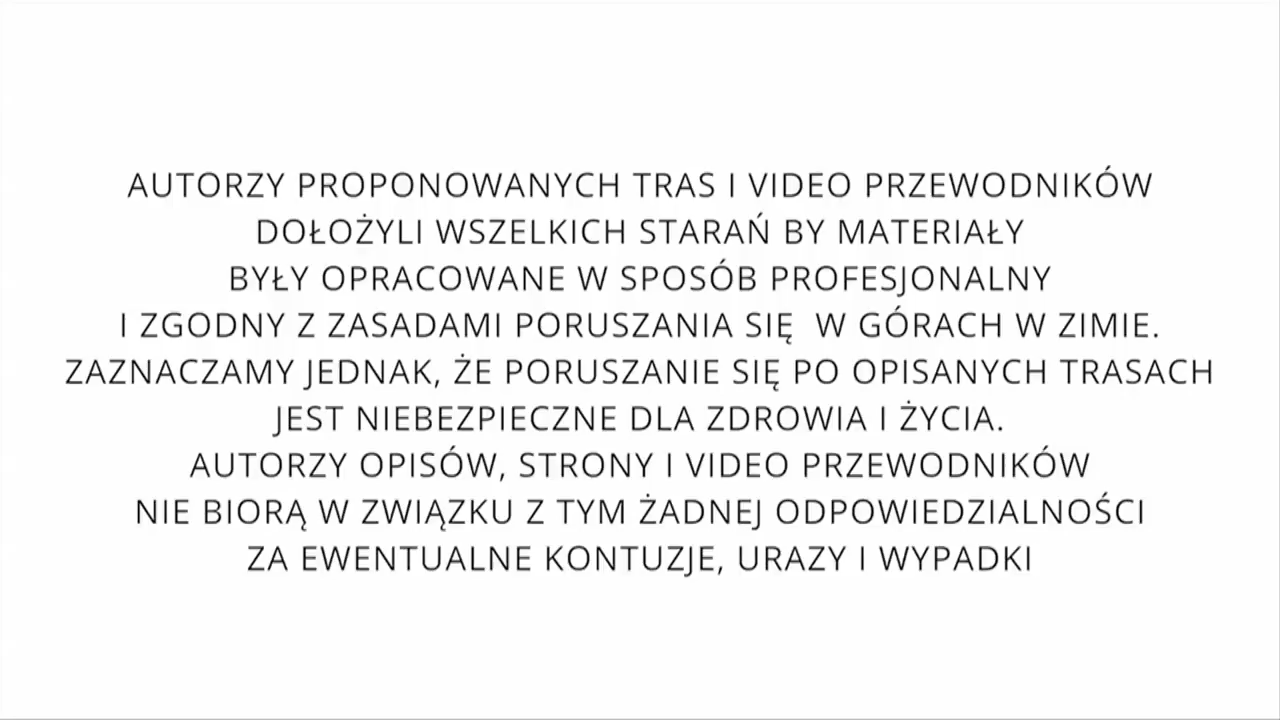 AUTORZY PROPONOWANYCH TRAS I VIDEO PRZEWODNIKÓW
DOŁOŻYLI WSZELKICH STARAŃ BY MATERIAŁY
BYŁY OPRACOWANE W SPOSÓB PROFESJONALNY
I ZGODNY Z ZASADAMI PORUSZANIA SIĘ  W GÓRACH W ZIMIE.
ZAZNACZAMY JEDNAK, ŻE PORUSZANIE SIĘ PO OPISANYCH TRASACH
JEST NIEBEZPIECZNE DLA ZDROWIA I ŻYCIA.
AUTORZY OPISÓW, STRONY I VIDEO PRZEWODNIKÓW
NIE BIORĄ W ZWIĄZKU Z TYM ŻADNEJ ODPOWIEDZIALNOŚCI
ZA EWENTUALNE KONTUZJE, URAZY I WYPADKI